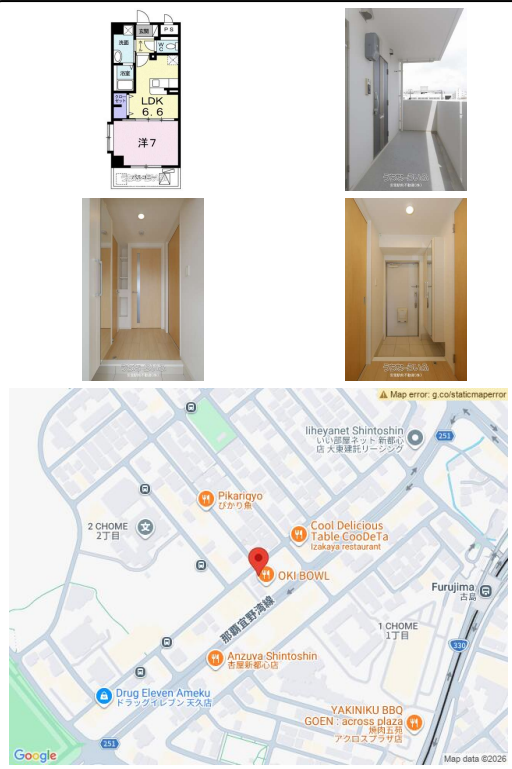 玄関
PS
洗面
WC
浴室
クロゼット
LDK
6.6
洋7
バルコニー
⚠ Map error: g.co/staticmaperror
Iiheyanet Shintoshin
いい部屋ネット 新都心
店 大東建託リーシング
251
Pikarigyo
ぴかり魚
2 CHOME
2丁目
Cool Delicious
Table CooDeTa
Izakaya restaurant
OKI BOWL
Furujima
古島
那覇宜野湾線
1 CHOME
1丁目
330
Anzuya Shintoshin
杏屋新都心店
Drug Eleven Ameku
ドラッグイレブン 天久店
YAKINIKU BBQ
GOEN : across plaza
焼肉五苑
アクロスプラザ店
251
Google
Map data ©2026